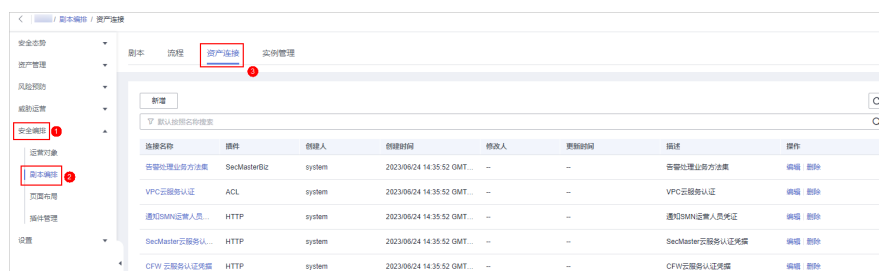 / 剧本编排 / 资产连接
安全态势
资产管理
风险预防
威胁运营
安全编排 1
运营对象
剧本编排 2
页面布局
插件管理
设置
剧本 流程 资产连接 实例管理
3
新增
默认按照名称搜索
连接名称 插件 创建人 创建时间 修改人 更新时间 描述 操作
告警处理业务方法集 SecMasterBiz system 2023/06/24 14:35:52 GMT... -- -- 告警处理业务方法集 编辑 删除
VPC云服务认证 ACL system 2023/06/24 14:35:52 GMT... -- -- VPC云服务认证 编辑 删除
通知SMN运营人员... HTTP system 2023/06/24 14:35:52 GMT... -- -- 通知SMN运营人员凭证 编辑 删除
SecMaster云服务认... HTTP system 2023/06/24 14:35:52 GMT... -- -- SecMaster云服务认证凭据 编辑 删除
CFW 云服务认证凭据 HTTP system 2023/06/24 14:35:52 GMT... -- -- CFW云服务认证凭据 编辑 删除